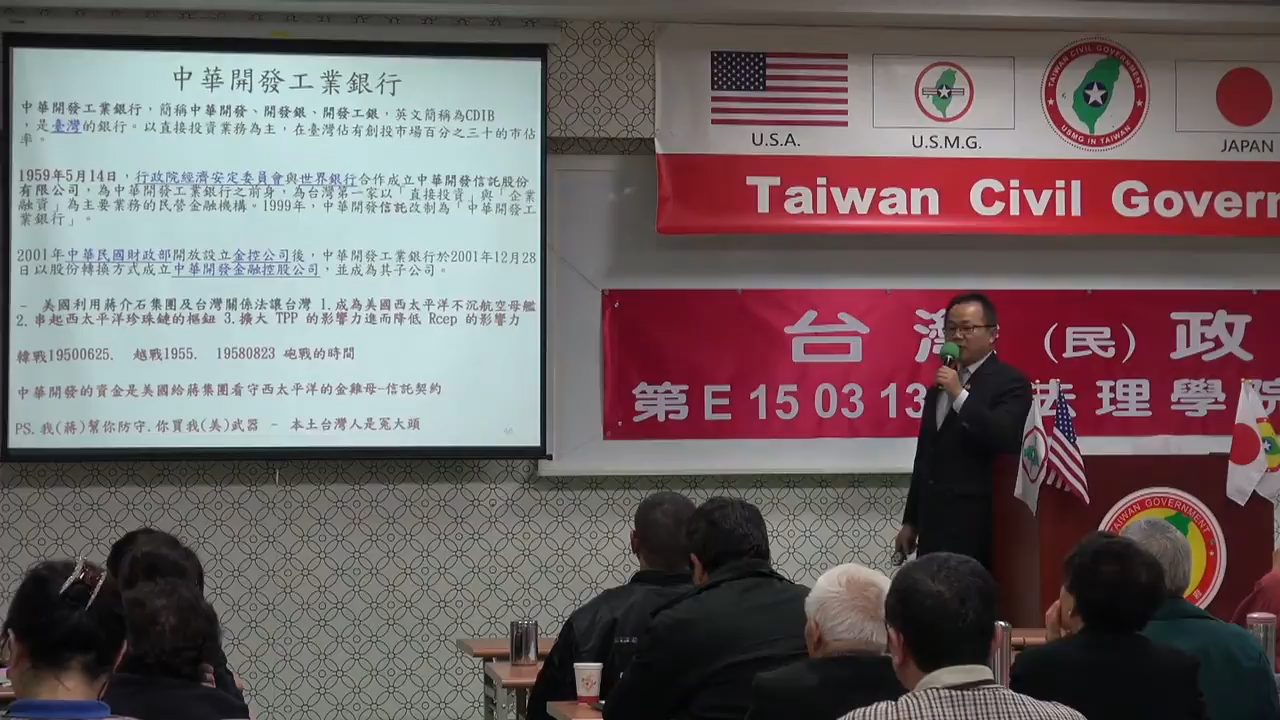 中華開發工業銀行
中華開發工業銀行，簡稱中華開發、開發銀、開發工銀，英文簡稱為CDIB
，是臺灣的銀行。以直接投資業務為主，在臺灣佔有創投市場百分之三十的市佔
率。
1959年5月14日，行政院經濟安定委員會與世界銀行合作成立中華開發信託股份
有限公司，為中華開發工業銀行之前身，為台灣第一家以「直接投資」與「企業
融資」為主要業務的民營金融機構。1999年，中華開發信託改制為「中華開發工
業銀行」。
2001年中華民國財政部開放設立金控公司後，中華開發工業銀行於2001年12月28
日以股份轉換方式成立中華開發金融控股公司，並成為其子公司。
- 美國利用蔣介石集團及台灣關係法讓台灣 1.成為美國西太平洋不沉航空母艦
2.串起西太平洋珍珠鏈的樞鈕 3.擴大 TPP 的影響力進而降低 Rcep 的影響力
韓戰19500625. 越戰1955. 19580823 砲戰的時間
中華開發的資金是美國給蔣集團看守西太平洋的金雞母-信託契約
PS.我(蔣)幫你防守.你買我(美)武器 - 本土台灣人是冤大頭
U.S.A.
U.S.M.G.
TAIWAN CIVIL GOVERNMENT
USMG IN TAIWAN
JAPAN
Taiwan Civil Govern
台灣（民）政
第E 15 03 13 法理學院
TAIWAN GOVERNMENT